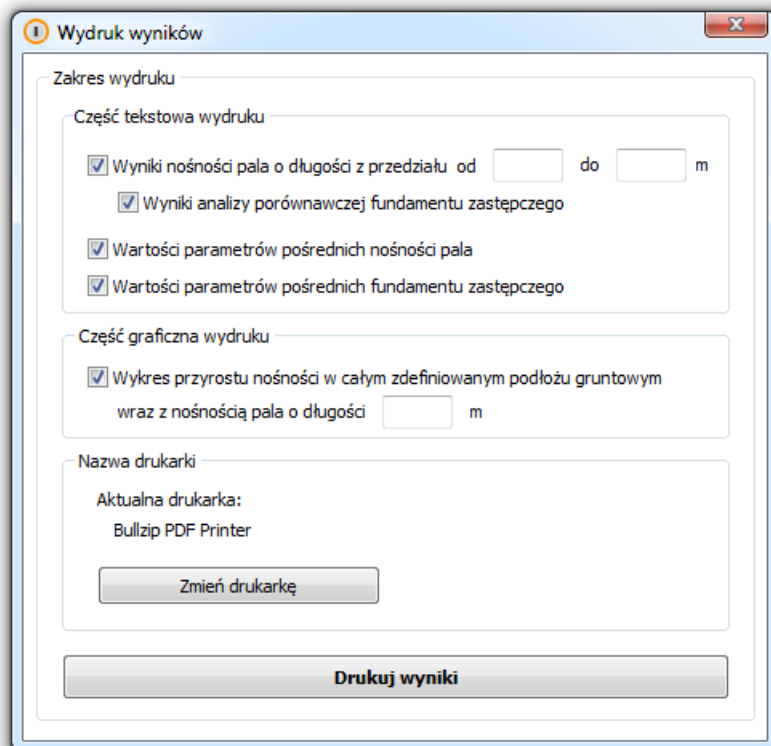 Wydruk wyników
Zakres wydruku
Część tekstowa wydruku
Wyniki nośności pala o długości z przedziału od do m
Wyniki analizy porównawczej fundamentu zastępczego
Wartości parametrów pośrednich nośności pala
Wartości parametrów pośrednich fundamentu zastępczego
Część graficzna wydruku
Wykres przyrostu nośności w całym zdefiniowanym podłożu gruntowym
wraz z nośnością pala o długości m
Nazwa drukarki
Aktualna drukarka:
Bullzip PDF Printer
Zmień drukarkę
Drukuj wyniki